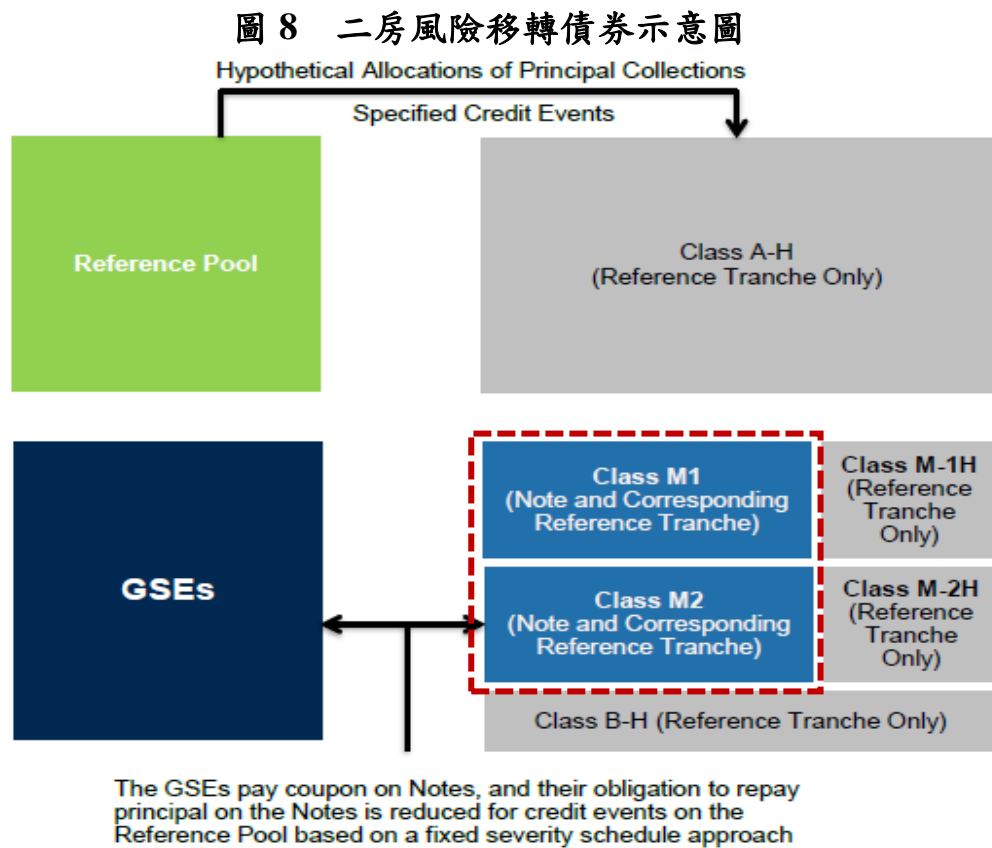 圖 8 二房風險移轉債券示意圖
Hypothetical Allocations of Principal Collections
Specified Credit Events
Reference Pool
Class A-H
(Reference Tranche Only)
GSEs
Class M1
(Note and Corresponding
Reference Tranche)
Class M-1H
(Reference
Tranche
Only)
Class M2
(Note and Corresponding
Reference Tranche)
Class M-2H
(Reference
Tranche
Only)
Class B-H (Reference Tranche Only)
The GSEs pay coupon on Notes, and their obligation to repay
principal on the Notes is reduced for credit events on the
Reference Pool based on a fixed severity schedule approach